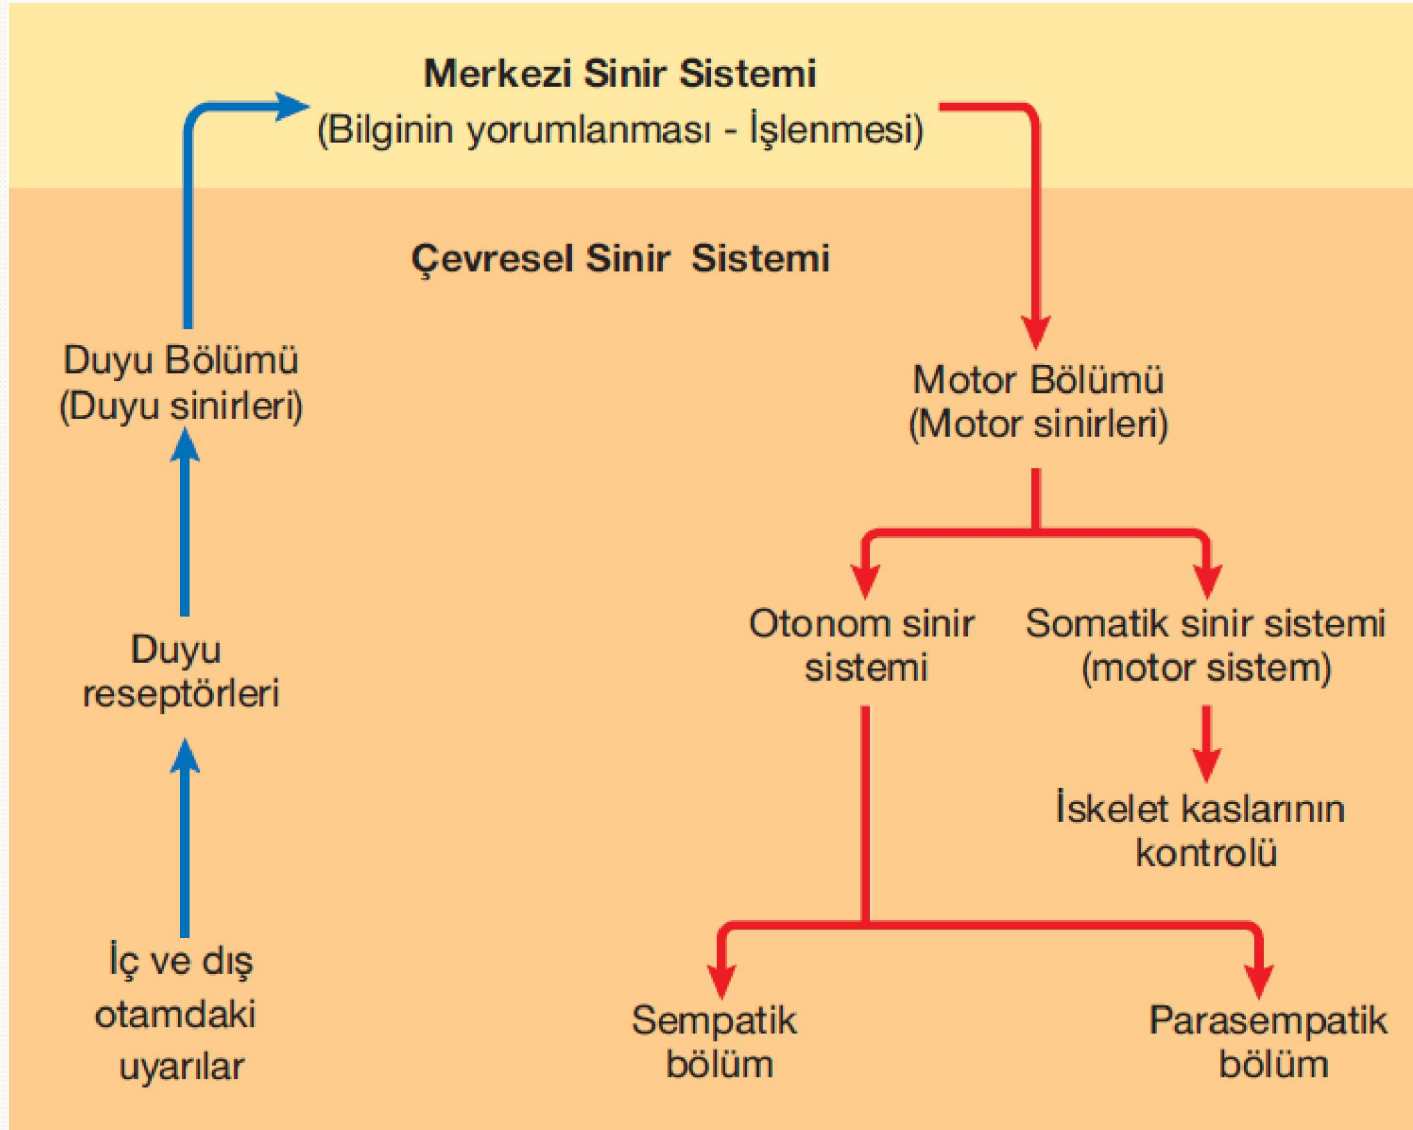 Merkezi Sinir Sistemi
(Bilginin yorumlanması - İşlenmesi)
Çevresel Sinir Sistemi
Duyu Bölümü
(Duyu sinirleri)
Duyu
reseptörleri
İç ve dış
otamdaki
uyarılar
Motor Bölümü
(Motor sinirleri)
Otonom sinir
sistemi
Somatik sinir sistemi
(motor sistem)
İskelet kaslarının
kontrolü
Sempatik
bölüm
Parasempatik
bölüm